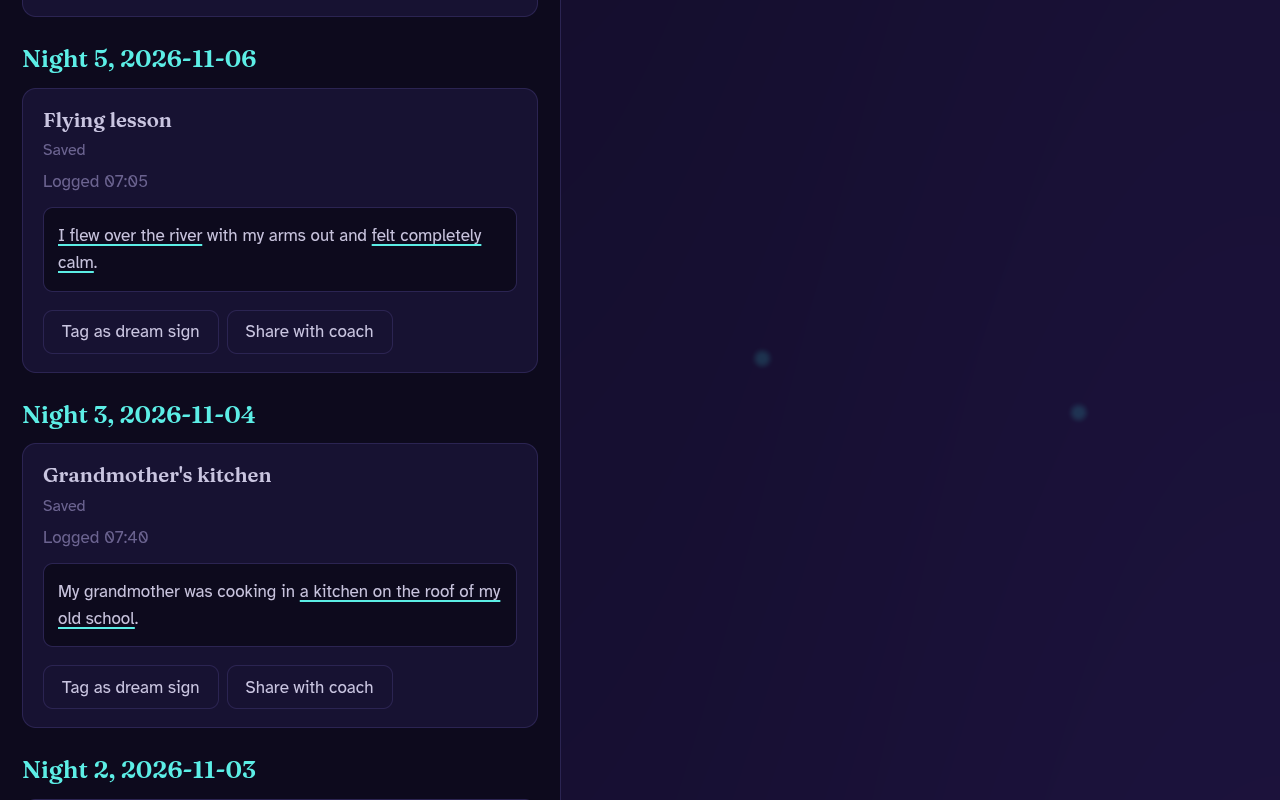 Night 5, 2026-11-06
Flying lesson
Saved
Logged 07:05
I flew over the river with my arms out and felt completely
calm.
Tag as dream sign
Share with coach
Night 3, 2026-11-04
Grandmother's kitchen
Saved
Logged 07:40
My grandmother was cooking in a kitchen on the roof of my
old school.
Tag as dream sign
Share with coach
Night 2, 2026-11-03